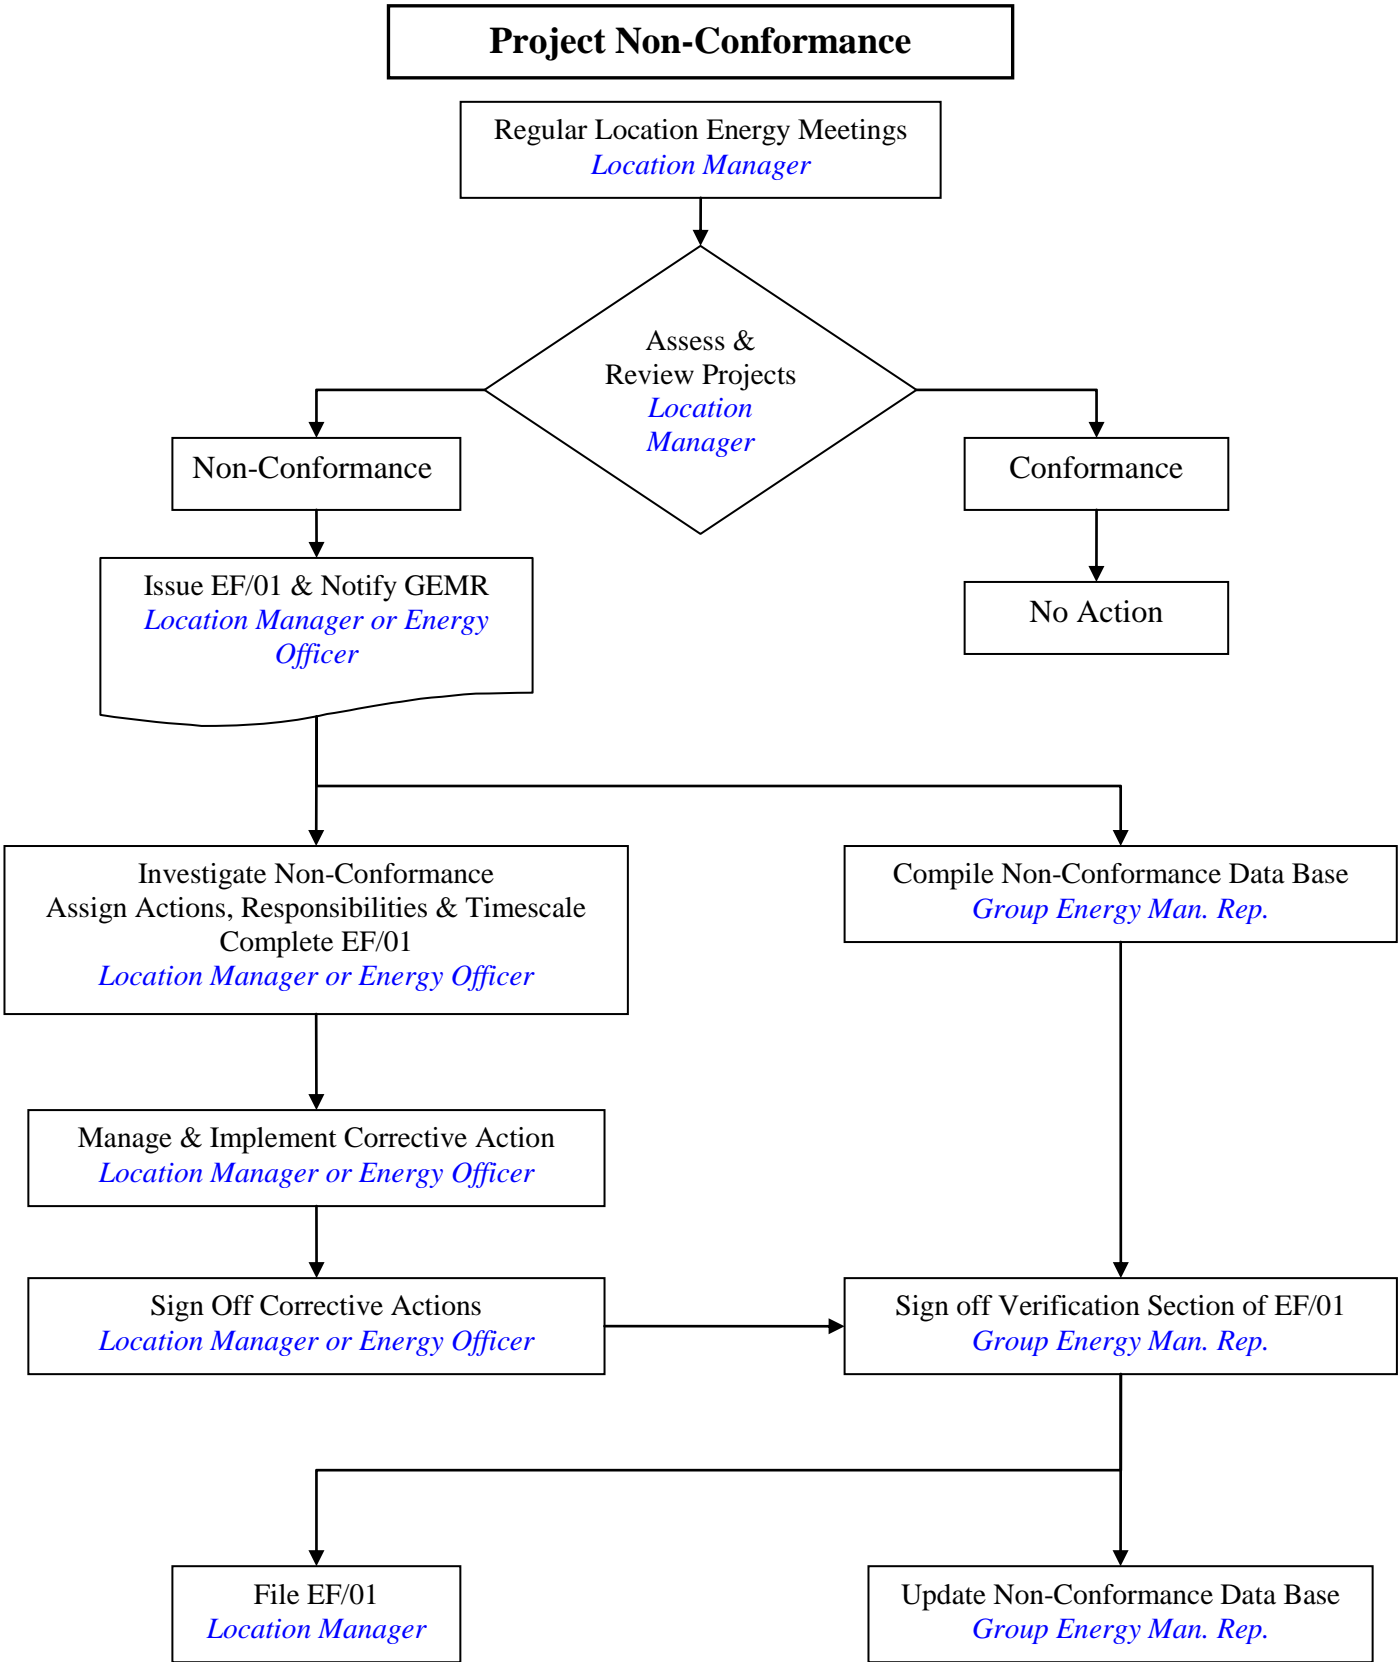 Project Non-Conformance
Regular Location Energy Meetings
Location Manager
Assess &
Review Projects
Location
Manager
Non-Conformance
Conformance
Issue EF/01 & Notify GEMR
Location Manager or Energy
Officer
No Action
Investigate Non-Conformance
Assign Actions, Responsibilities & Timescale
Complete EF/01
Location Manager or Energy Officer
Compile Non-Conformance Data Base
Group Energy Man. Rep.
Manage & Implement Corrective Action
Location Manager or Energy Officer
Sign Off Corrective Actions
Location Manager or Energy Officer
Sign off Verification Section of EF/01
Group Energy Man. Rep.
File EF/01
Location Manager
Update Non-Conformance Data Base
Group Energy Man. Rep.